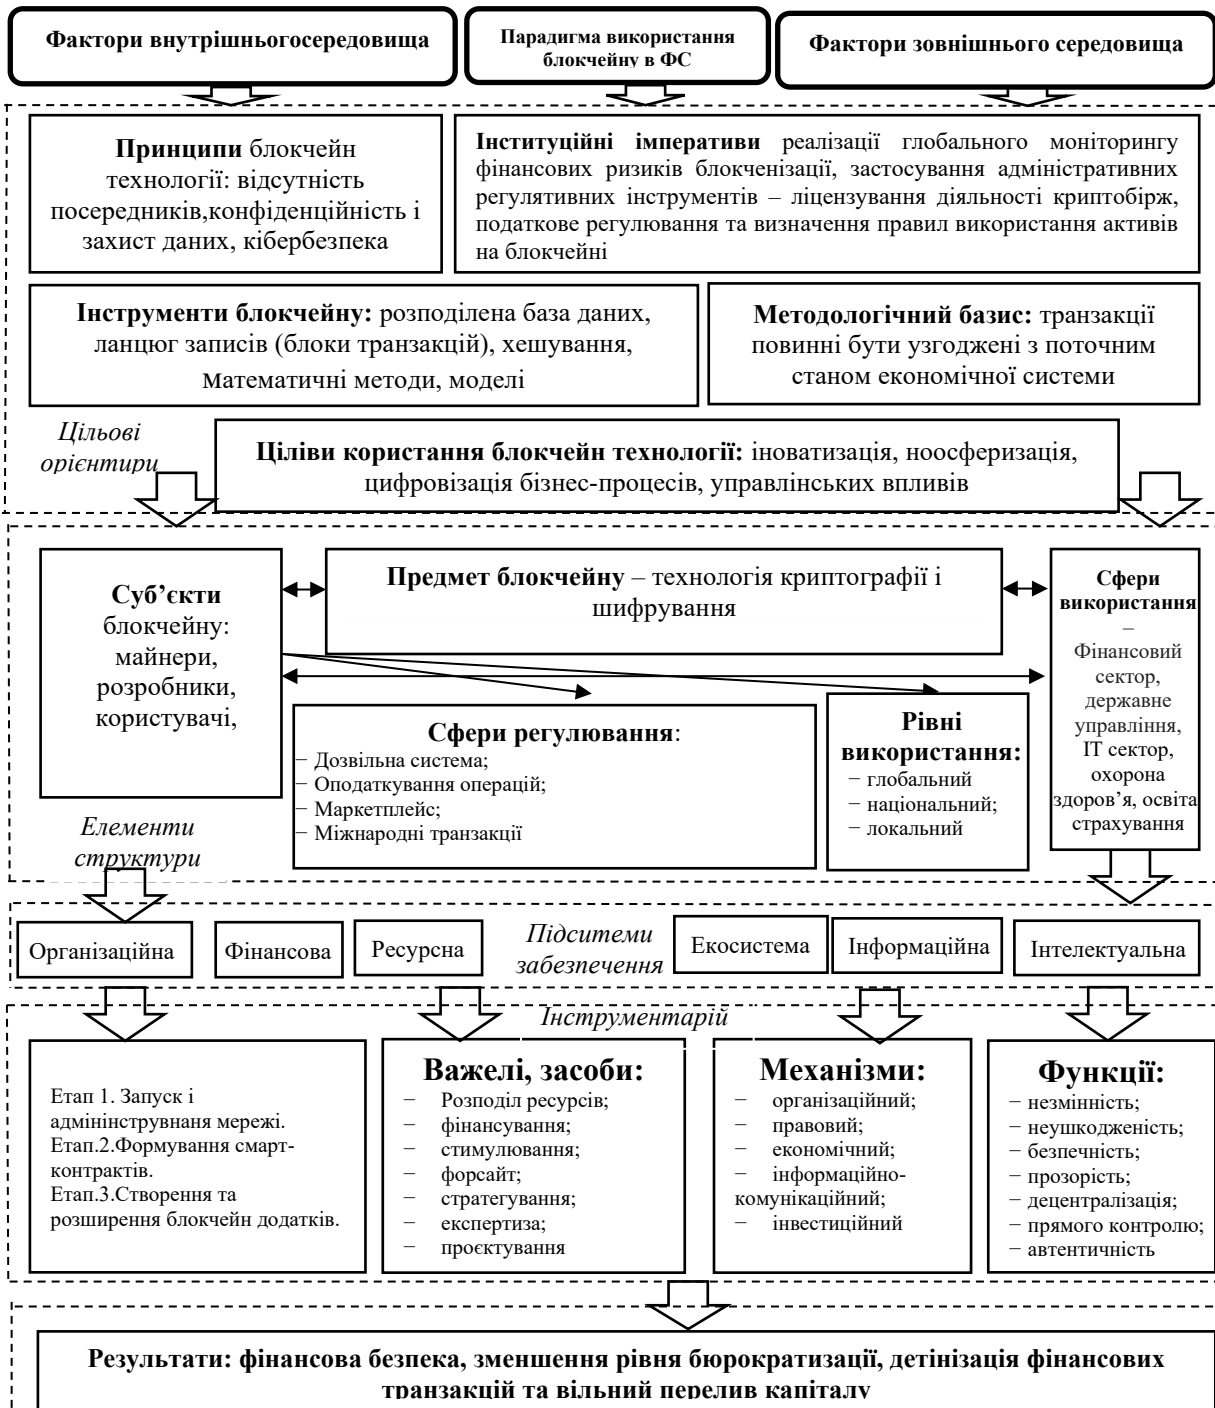 Фактори внутрішньогосередовища
Парадигма використання
блокчейну в ФС
Фактори зовнішнього середовища
Принципи блокчейн
технології: відсутність
посередників,конфіденційність і
захист даних, кібербезпека
Інституційні імперативи реалізації глобального моніторингу
фінансових ризиків блокченізації, застосування адміністративних
регулятивних інструментів – ліцензування діяльності криптобірж,
податкове регулювання та визначення правил використання активів
на блокчейні
Інструменти блокчейну: розподілена база даних,
ланцюг записів (блоки транзакцій), хешування,
математичні методи, моделі
Методологічний базис: транзакції
повинні бути узгоджені з поточним
станом економічної системи
Цільові
орієнтири
Ціліви користання блокчейн технології: іноватизація, ноосферизація,
цифровізація бізнес-процесів, управлінських впливів
Суб’єкти
блокчейну:
майнери,
розробники,
користувачі,
Предмет блокчейну – технологія криптографії і
шифрування
Сфери
використання
–
Фінансовий
сектор,
державне
управління,
ІТ сектор,
охорона
здоров’я, освіта
страхування
Сфери регулювання:
– Дозвільна система;
– Оподаткування операцій;
– Маркетплейс;
– Міжнародні транзакції
Рівні
використання:
– глобальний
– національний;
– локальний
Елементи
структури
Організаційна
Фінансова
Ресурсна
Підситеми
забезпечення
Екосистема
Інформаційна
Інтелектуальна
Інструментарій
Етап 1. Запуск і
адмінінструвнаня мережі.
Етап.2.Формування смарт-
контрактів.
Етап.3.Створення та
розширення блокчейн додатків.
Важелі, засоби:
– Розподіл ресурсів;
– фінансування;
– стимулювання;
– форсайт;
– стратегування;
– експертиза;
– проєктування
Механізми:
– організаційний;
– правовий;
– економічний;
– інформаційно-
комунікаційний;
– інвестиційний
Функції:
– незмінність;
– неушкодженість;
– безпечність;
– прозорість;
– децентралізація;
– прямого контролю;
– автентичність
Результати: фінансова безпека, зменшення рівня бюрократизації, детінізація фінансових
транзакцій та вільний перелив капіталу